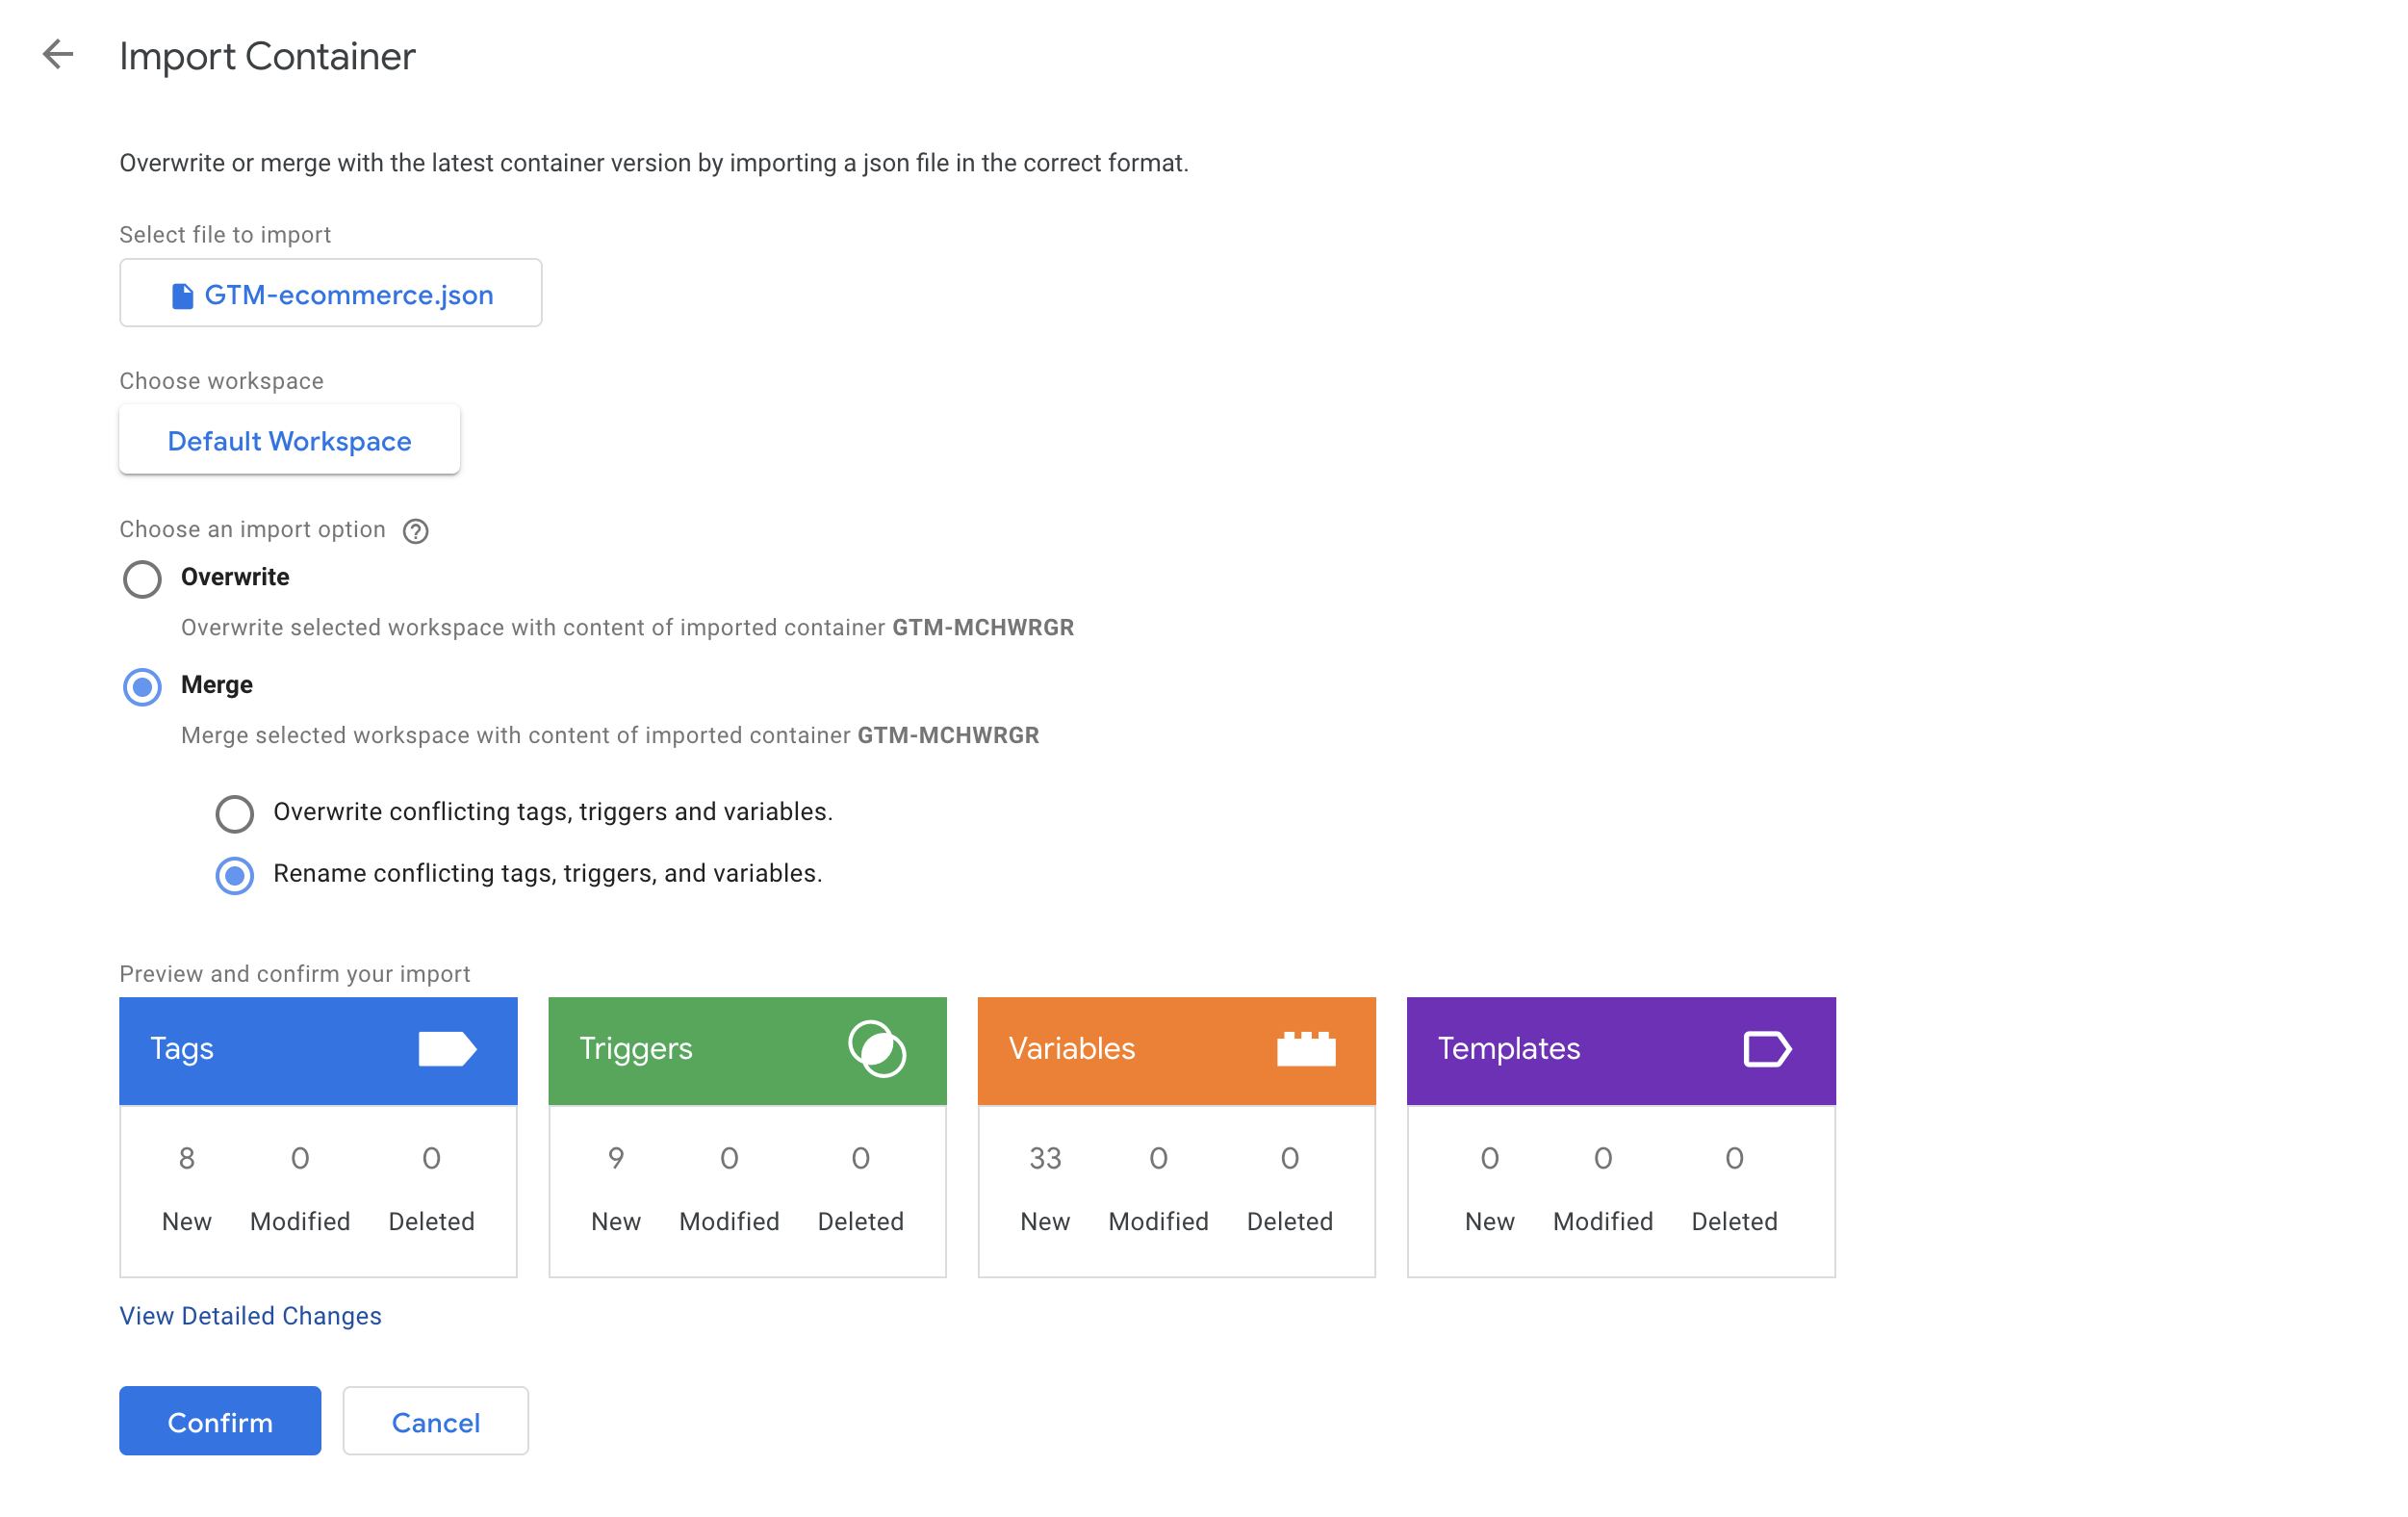 Import Container
Overwrite or merge with the latest container version by importing a json file in the correct format.
Select file to import
GTM-ecommerce.json
Choose workspace
Default Workspace
Choose an import option
Overwrite
Overwrite selected workspace with content of imported container GTM-MCHWRGR
Merge
Merge selected workspace with content of imported container GTM-MCHWRGR
Overwrite conflicting tags, triggers and variables.
Rename conflicting tags, triggers, and variables.
Preview and confirm your import
Tags Triggers Variables Templates
8 0 0 9 0 0 33 0 0 0 0 0
New Modified Deleted New Modified Deleted New Modified Deleted New Modified Deleted
View Detailed Changes
Confirm Cancel